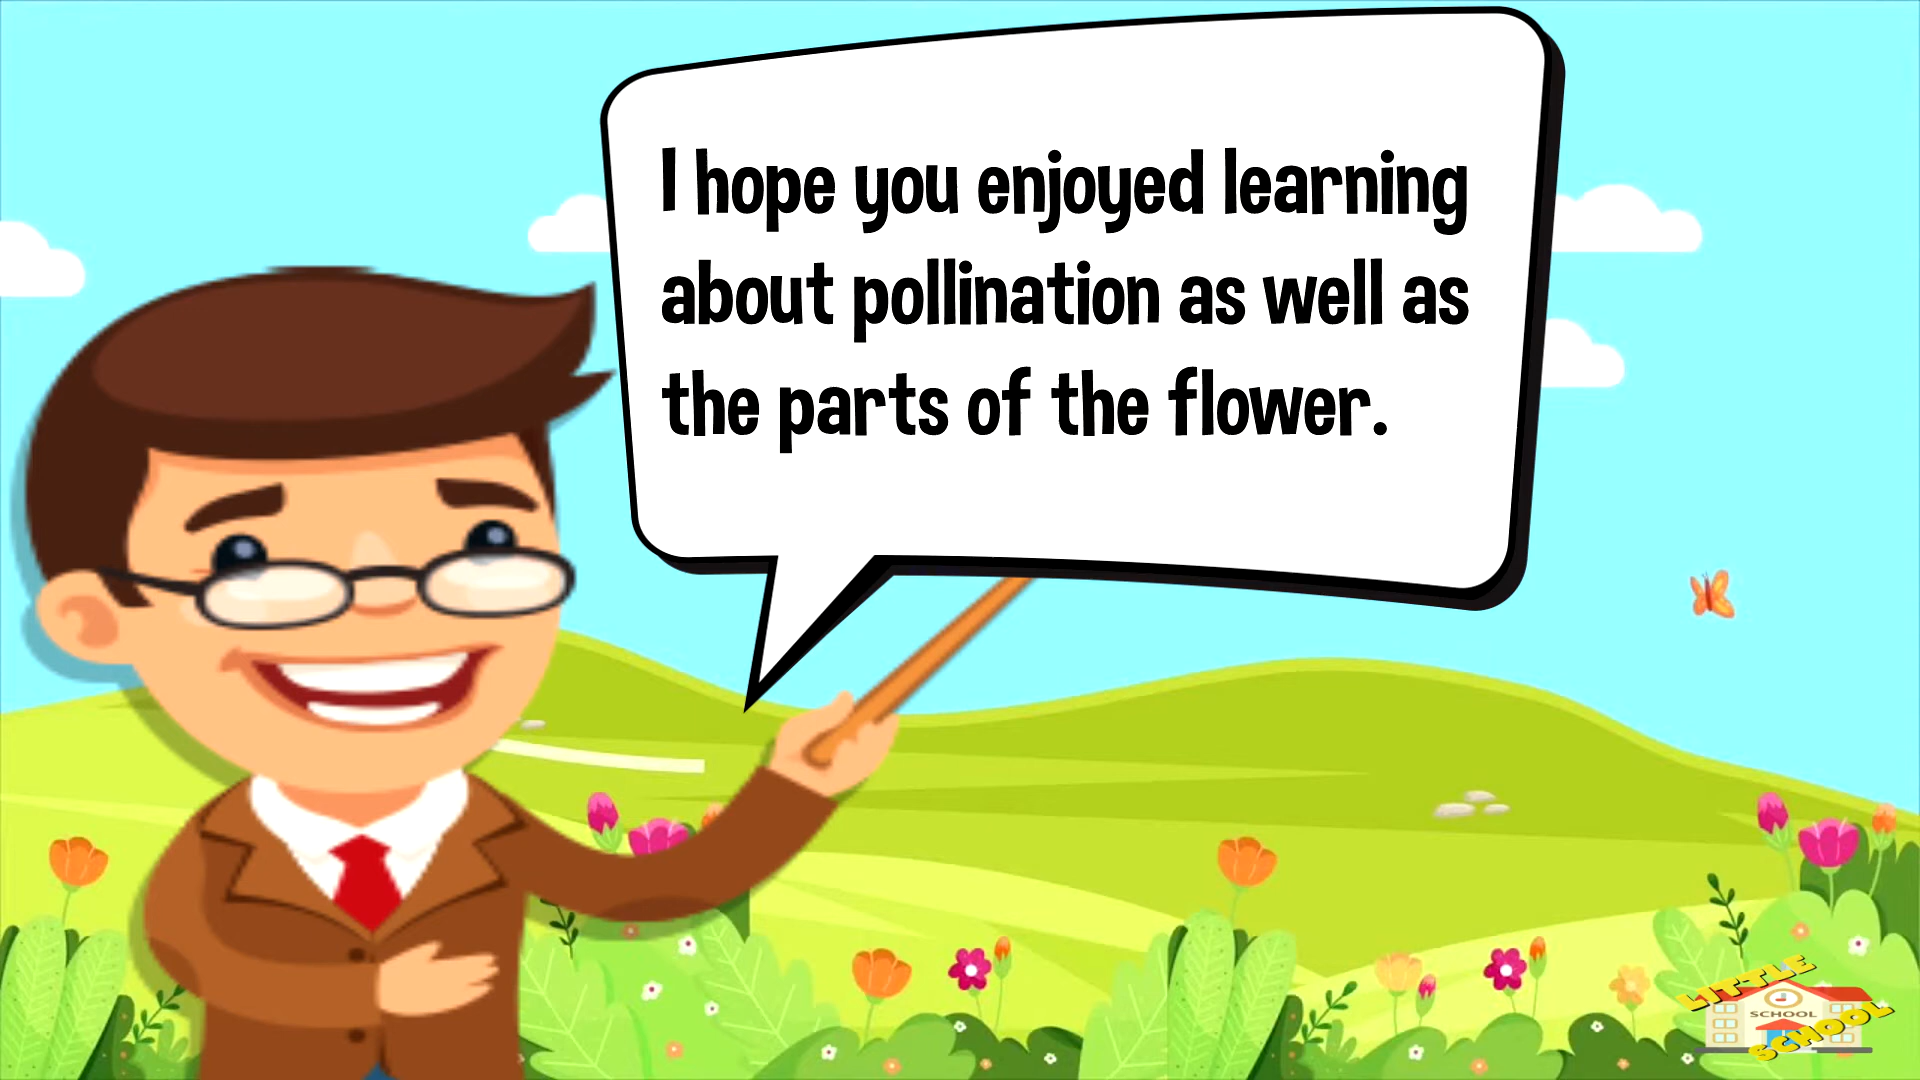 I hope you enjoyed learning
about pollination as well as
the parts of the flower.
LITTLE
SCHOOL
SCHOOL